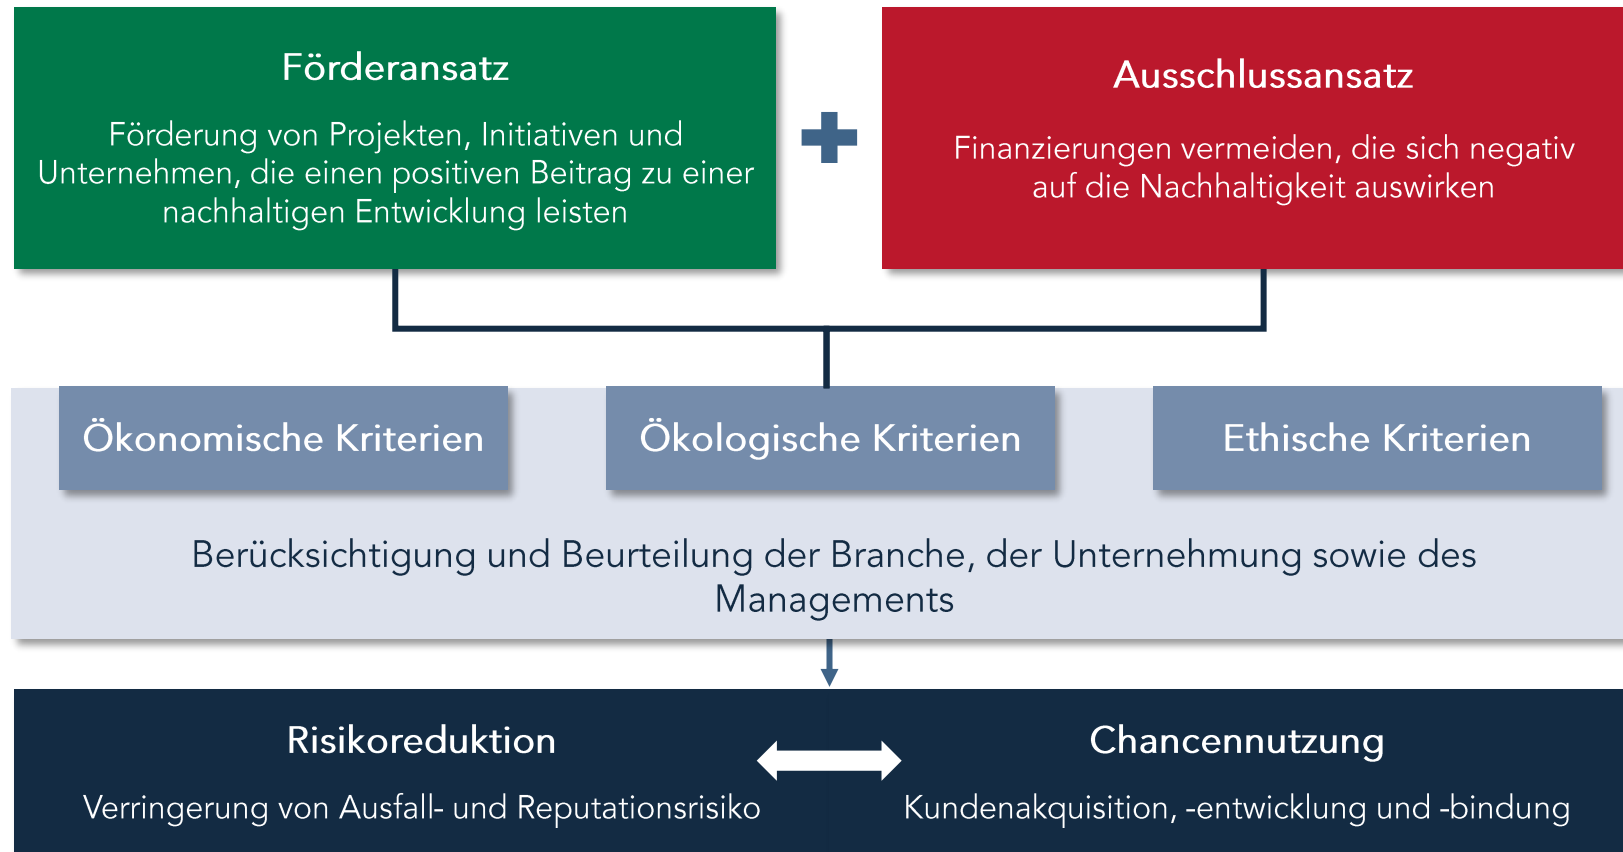 Förderansatz
Förderung von Projekten, Initiativen und
Unternehmen, die einen positiven Beitrag zu einer
nachhaltigen Entwicklung leisten
Ausschlussansatz
Finanzierungen vermeiden, die sich negativ
auf die Nachhaltigkeit auswirken
Ökonomische Kriterien
Ökologische Kriterien
Ethische Kriterien
Berücksichtigung und Beurteilung der Branche, der Unternehmung sowie des
Managements
Risikoreduktion
Verringerung von Ausfall- und Reputationsrisiko
Chancennutzung
Kundenakquisition, -entwicklung und -bindung